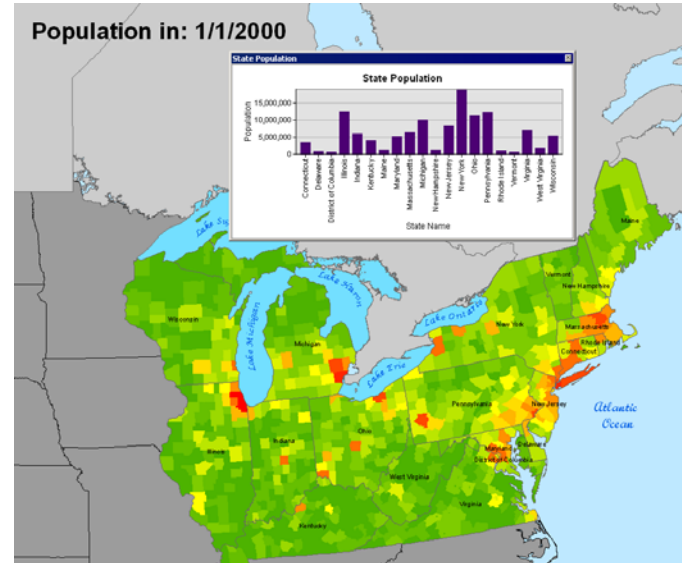 Population in: 1/1/2000
State Population
State Population
Population
15,000,000
10,000,000
5,000,000
0
Connecticut
Delaware
District of Columbia
Illinois
Indiana
Kentucky
Maine
Maryland
Massachusetts
Michigan
New Hampshire
New Jersey
New York
Ohio
Pennsylvania
Rhode Island
Vermont
Virginia
West Virginia
Wisconsin
State Name
Lake Su
Maine
Lake Huron
Vermont
New Hampshire
Lake Ontario
Wisconsin
New York
Massachusetts
Lake Michigan
Michigan
Rhode Island
Lake Erie
Pennsylvania
New Jersey
Atlantic
Ocean
Ohio
Indiana
Illinois
Maryland
Delaware
District of Columbia
West Virginia
Virginia
Kentucky